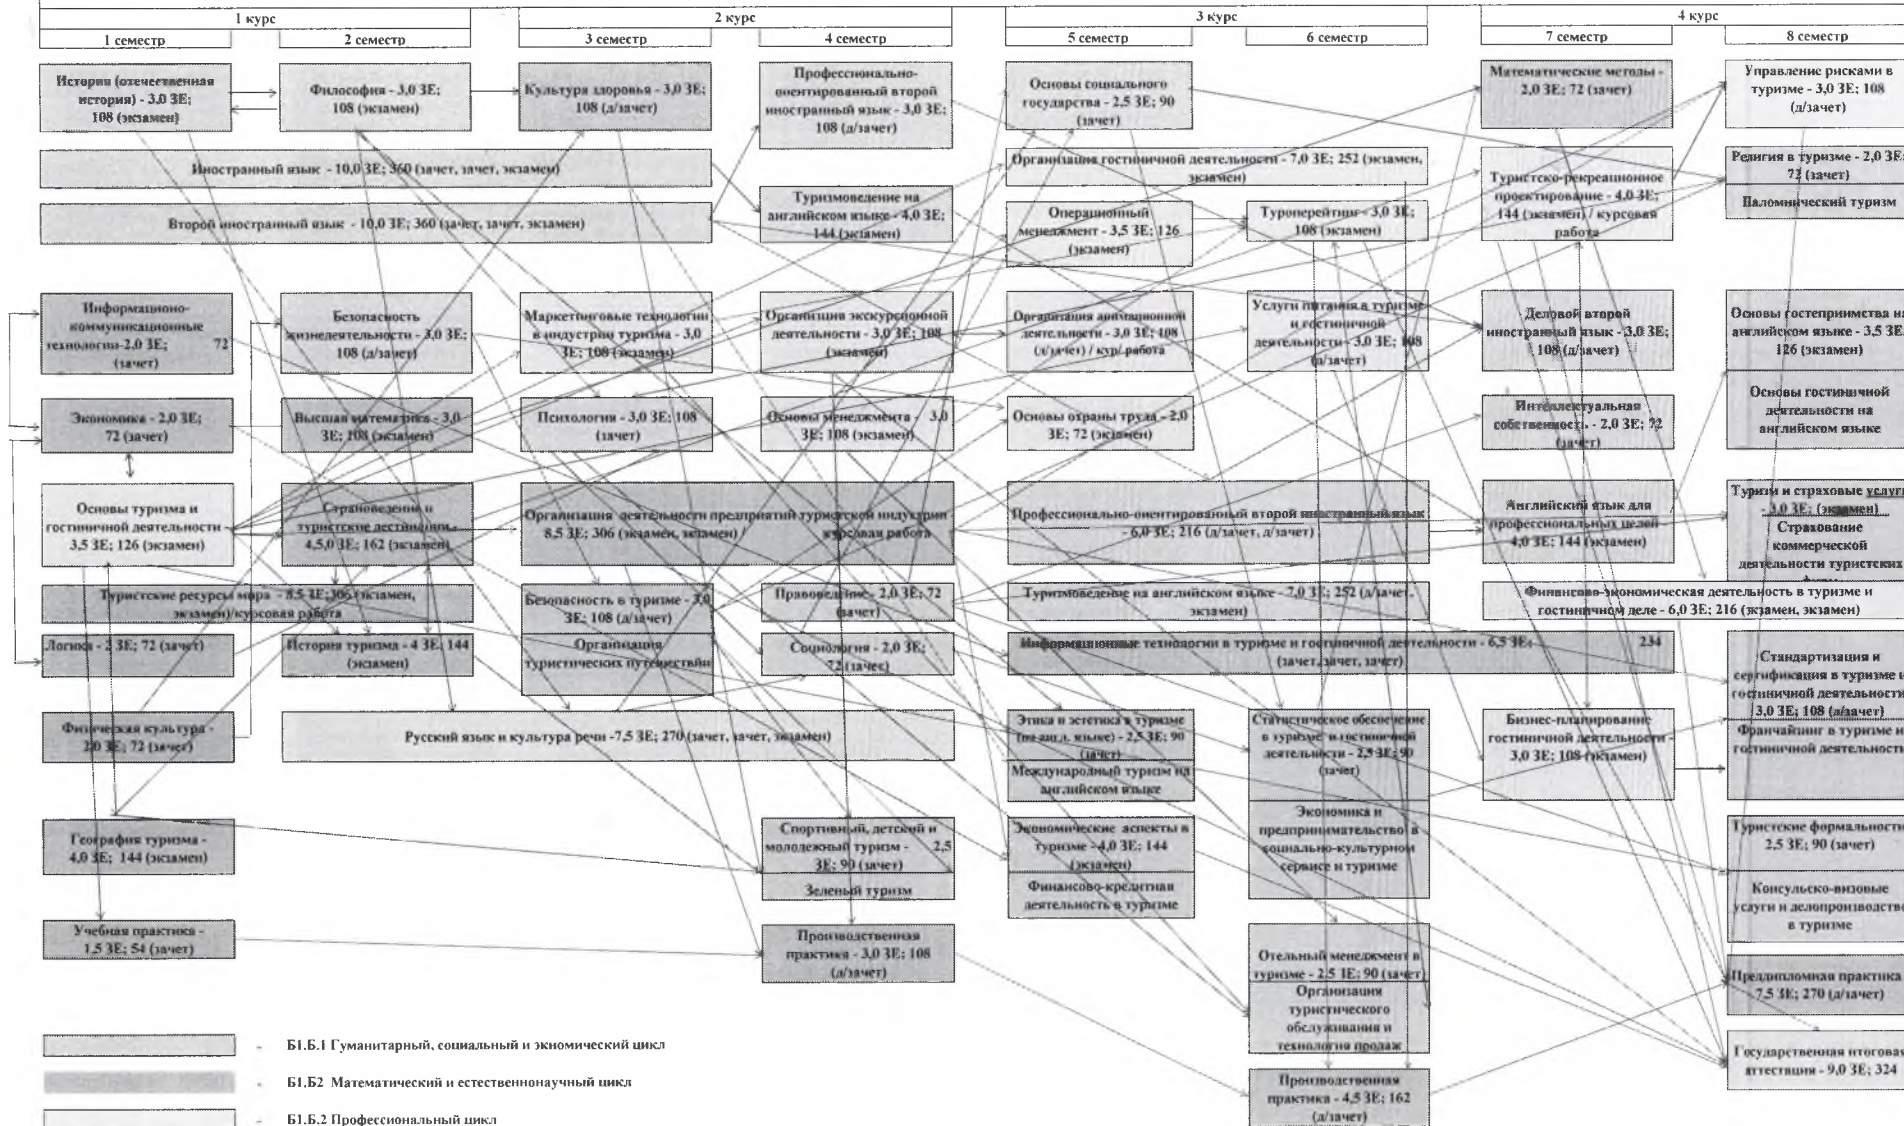 1 курс
2 курс
3 курс
4 курс
1 семестр
2 семестр
3 семестр
4 семестр
5 семестр
6 семестр
7 семестр
8 семестр
История (отечественная
история) - 3,0 ЗЕ;
108 (экзамен)
Философия - 3,0 ЗЕ;
108 (экзамен)
Культура здоровья - 3,0 ЗЕ;
108 (д/зачет)
Профессионально-
ориентированный второй
иностранный язык - 3,0 ЗЕ;
108 (д/зачет)
Основы социального
государства - 2,5 ЗЕ; 90
(зачет)
Математические методы -
2,0 ЗЕ; 72 (зачет)
Управление рисками в
туризме - 3,0 ЗЕ; 108
(д/зачет)
Иностранный язык - 10,0 ЗЕ; 360 (зачет, зачет, экзамен)
Организация гостиничной деятельности - 7,0 ЗЕ; 252 (экзамен,
экзамен)
Религия в туризме - 2,0 ЗЕ;
72 (зачет)
Паломнический туризм
Второй иностранный язык - 10,0 ЗЕ; 360 (зачет, зачет, экзамен)
Туризмоведение на
английском языке - 4,0 ЗЕ;
144 (экзамен)
Операционный
менеджмент - 3,5 ЗЕ; 126
(экзамен)
Туроперейтинг - 3,0 ЗЕ;
108 (экзамен)
Туристско-рекреационное
проектирование - 4,0 ЗЕ;
144 (экзамен) / курсовая
работа
Информационо-
коммуникационные
технологии-2,0 ЗЕ; 72
(зачет)
Безопасность
жизнедеятельности - 3,0 ЗЕ;
108 (д/зачет)
Маркетинговые технологии
в индустрии туризма - 3,0
ЗЕ; 108 (экзамен)
Организация экскурсионной
деятельности - 3,0 ЗЕ; 108
(экзамен)
Организация анимационной
деятельности - 3,0 ЗЕ; 108
(д/зачет) / кур/.работа
Услуги питания в туризме
и гостиничной
деятельности - 3,0 ЗЕ; 108
(д/зачет)
Деловой второй
иностранный язык - 3,0 ЗЕ;
108 (д/зачет)
Основы гостеприимства на
английском языке - 3,5 ЗЕ;
126 (экзамен)
Основы гостиничной
деятельности на
английском языке
Экономика - 2,0 ЗЕ;
72 (зачет)
Высшая математика - 3,0
ЗЕ; 108 (экзамен)
Психология - 3,0 ЗЕ; 108
(зачет)
Основы менеджмента - 3,0
ЗЕ; 108 (экзамен)
Основы охраны труда - 2,0
ЗЕ; 72 (экзамен)
Интеллектуальная
собственность - 2,0 ЗЕ; 72
(зачет)
Основы туризма и
гостиничной деятельности -
3,5 ЗЕ; 126 (экзамен)
Страноведение и
туристские дестинации -
4,5,0 ЗЕ; 162 (экзамен)
Организация деятельности предприятий туристской индустрии -
8,5 ЗЕ; 306 (экзамен, экзамен) / курсовая работа
Профессионально-ориентированный второй иностранный язык
- 6,0 ЗЕ; 216 (д/зачет, д/зачет)
Английский язык для
профессиональных целей -
4,0 ЗЕ; 144 (экзамен)
Туризм и страховые услуги
- 3,0 ЗЕ; (экзамен)
Страхование
коммерческой
деятельности туристских
Туристские ресурсы мира - 8,5 ЗЕ;306 (экзамен,
экзамен)/курсовая работа
Безопасность в туризме - 3,0
ЗЕ; 108 (д/зачет)
Организация
туристических путешествий
Правоведение - 2,0 ЗЕ; 72
(зачет)
Туризмоведение на английском языке - 7,0 ЗЕ; 252 (д/зачет,
экзамен)
Финансово-экономическая деятельность в туризме и
гостиничном деле - 6,0 ЗЕ; 216 (экзамен, экзамен)
Логика - 2 ЗЕ; 72 (зачет)
История туризма - 4 ЗЕ; 144
(экзамен)
Социология - 2,0 ЗЕ;
72 (зачет)
Информационные технологии в туризме и гостиничной деятельности - 6,5 ЗЕ; 234
(зачет, зачет, зачет)
Стандартизация и
сертификация в туризме и
гостиничной деятельности
3,0 ЗЕ; 108 (д/зачет)
Франчайзинг в туризме и
гостиничной деятельности
Физическая культура -
2,0 ЗЕ; 72 (зачет)
Русский язык и культура речи -7,5 ЗЕ; 270 (зачет, зачет, экзамен)
Этика и эстетика в туризме
(на англ. языке) - 2,5 ЗЕ; 90
(зачет)
Международный туризм на
английском языке
Статистическое обеспечение
в туризме и гостиничной
деятельности - 2,5 ЗЕ; 90
(зачет)
Экономика и
предпринимательство в
социально-культурном
сервисе и туризме
Бизнес-планирование
гостиничной деятельности -
3,0 ЗЕ; 108 (экзамен)
География туризма -
4,0 ЗЕ; 144 (экзамен)
Спортивный, детский и
молодежный туризм - 2,5
ЗЕ; 90 (зачет)
Зеленый туризм
Экономические аспекты в
туризме - 4,0 ЗЕ; 144
(экзамен)
Финансово-кредитная
деятельность в туризме
Туристские формальности
2,5 ЗЕ; 90 (зачет)
Консульско-визовые
услуги и делопроизводство
в туризме
Учебная практика -
1,5 ЗЕ; 54 (зачет)
Производственная
практика - 3,0 ЗЕ; 108
(д/зачет)
Отельный менеджмент в
туризме - 2,5 ЗЕ; 90 (зачет)
Организация
туристического
обслуживания и
технология продаж
Преддипломная практика
7,5 ЗЕ; 270 (д/зачет)
Государственная итоговая
аттестация - 9,0 ЗЕ; 324
Производственная
практика - 4,5 ЗЕ; 162
(д/зачет)
- Б1.Б.1 Гуманитарный, социальный и экномический цикл
- Б1.Б2 Математический и естественнонаучный цикл
- Б1.Б.2 Профессиональный цикл